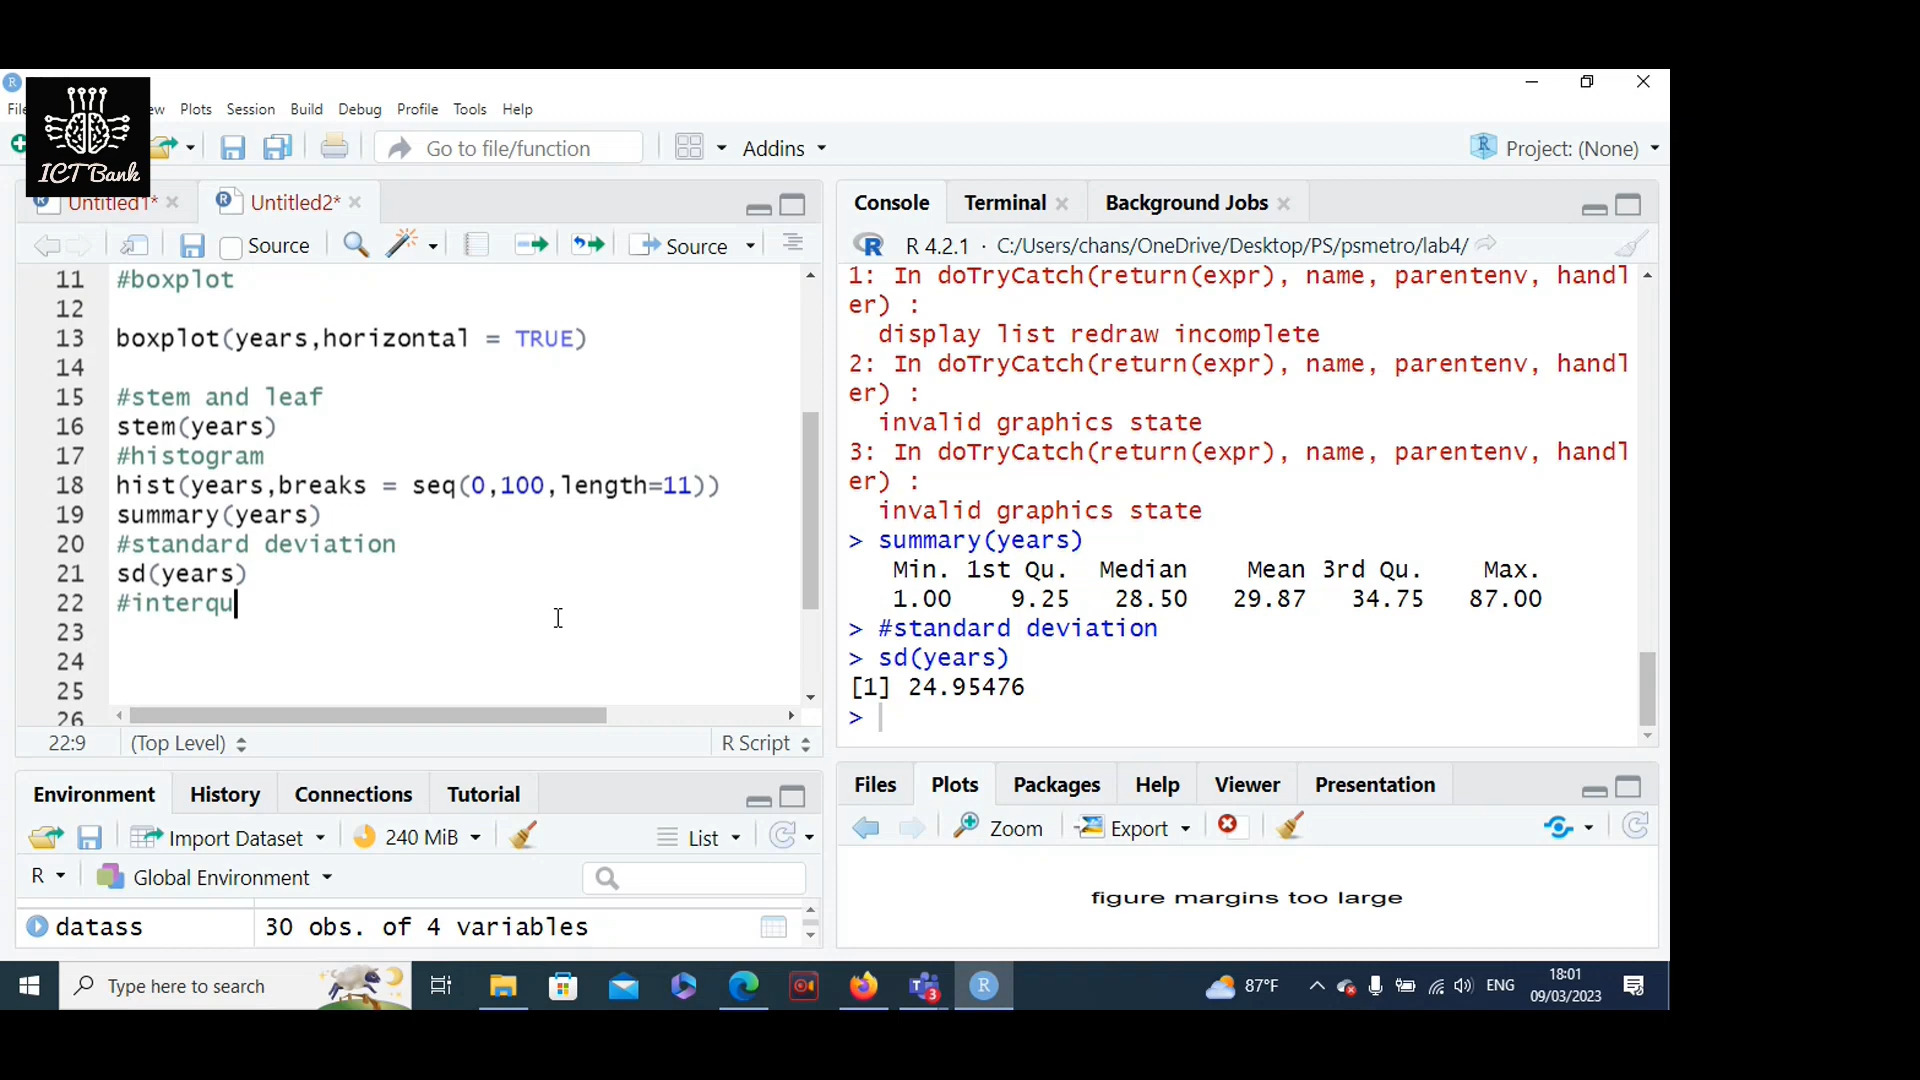 File
ew
Plots
Session
Build
Debug
Profile
Tools
Help
ICT Bank
Go to file/function
Addins
Project: (None)
Untitled1*
Untitled2*
Source
Source
11 #boxplot
12
13 boxplot(years,horizontal = TRUE)
14
15 #stem and leaf
16 stem(years)
17 #histogram
18 hist(years,breaks = seq(0,100,length=11))
19 summary(years)
20 #standard deviation
21 sd(years)
22 #interqu
23
24
25
26
22:9
(Top Level)
R Script
Console
Terminal
Background Jobs
R 4.2.1 · C:/Users/chans/OneDrive/Desktop/PS/psmetro/lab4/
1: In doTryCatch(return(expr), name, parentenv, handl
er) :
display list redraw incomplete
2: In doTryCatch(return(expr), name, parentenv, handl
er) :
invalid graphics state
3: In doTryCatch(return(expr), name, parentenv, handl
er) :
invalid graphics state
> summary(years)
Min. 1st Qu. Median Mean 3rd Qu. Max.
1.00 9.25 28.50 29.87 34.75 87.00
> #standard deviation
> sd(years)
[1] 24.95476
>
Environment
History
Connections
Tutorial
Import Dataset
240 MiB
List
R
Global Environment
datass
30 obs. of 4 variables
Files
Plots
Packages
Help
Viewer
Presentation
Zoom
Export
figure margins too large
Type here to search
3
R
87°F
ENG
18:01
09/03/2023